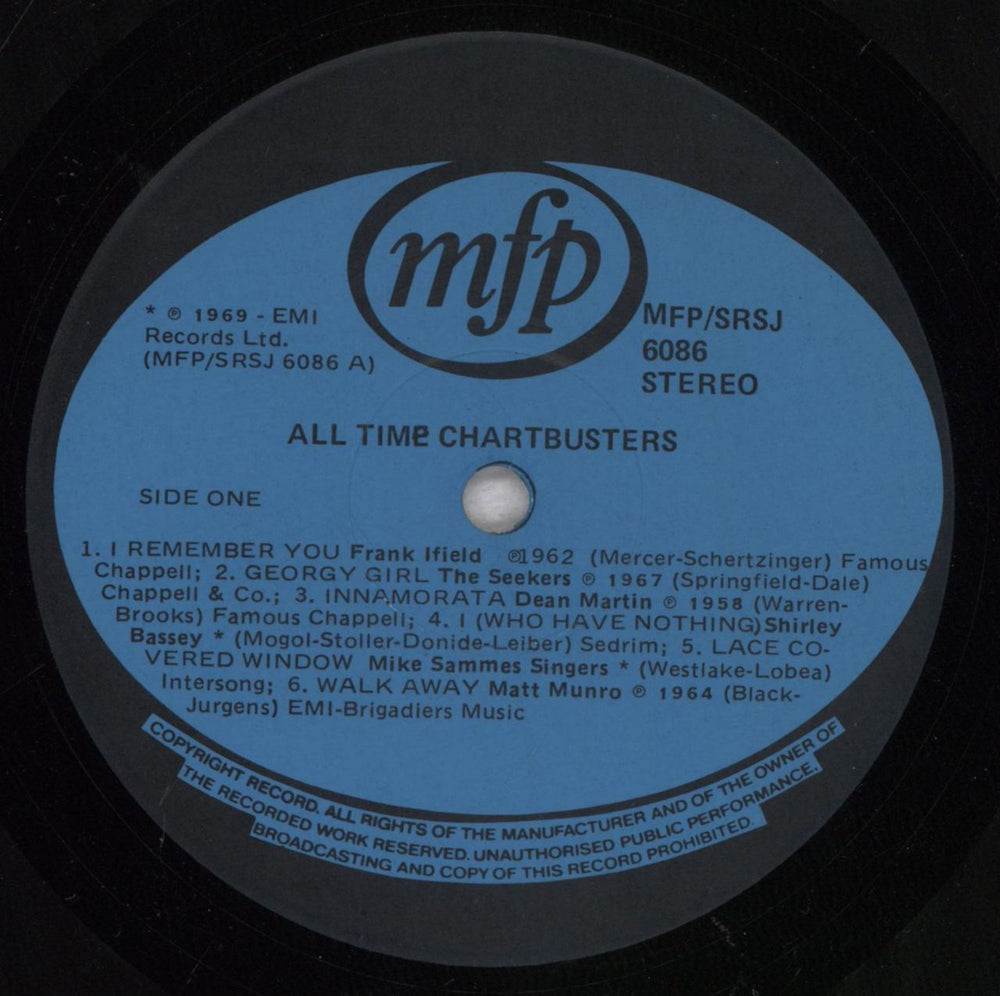 mfp
* ℗ 1969 - EMI
Records Ltd.
(MFP/SRSJ 6086 A)
MFP/SRSJ
6086
STEREO
ALL TIME CHARTBUSTERS
SIDE ONE
1. I REMEMBER YOU Frank Ifield ℗1962 (Mercer-Schertzinger) Famous
Chappell; 2. GEORGY GIRL The Seekers ℗ 1967 (Springfield-Dale)
Chappell & Co.; 3. INNAMORATA Dean Martin ℗ 1958 (Warren-
Brooks) Famous Chappell; 4. I (WHO HAVE NOTHING)Shirley
Bassey * (Mogol-Stoller-Donide-Leiber) Sedrim; 5. LACE CO-
VERED WINDOW Mike Sammes Singers * (Westlake-Lobea)
Intersong; 6. WALK AWAY Matt Munro ℗ 1964 (Black-
Jurgens) EMI-Brigadiers Music
COPYRIGHT RECORD. ALL RIGHTS OF THE MANUFACTURER AND OF THE OWNER OF
THE RECORDED WORK RESERVED. UNAUTHORISED PUBLIC PERFORMANCE,
BROADCASTING AND COPY OF THIS RECORD PROHIBITED.